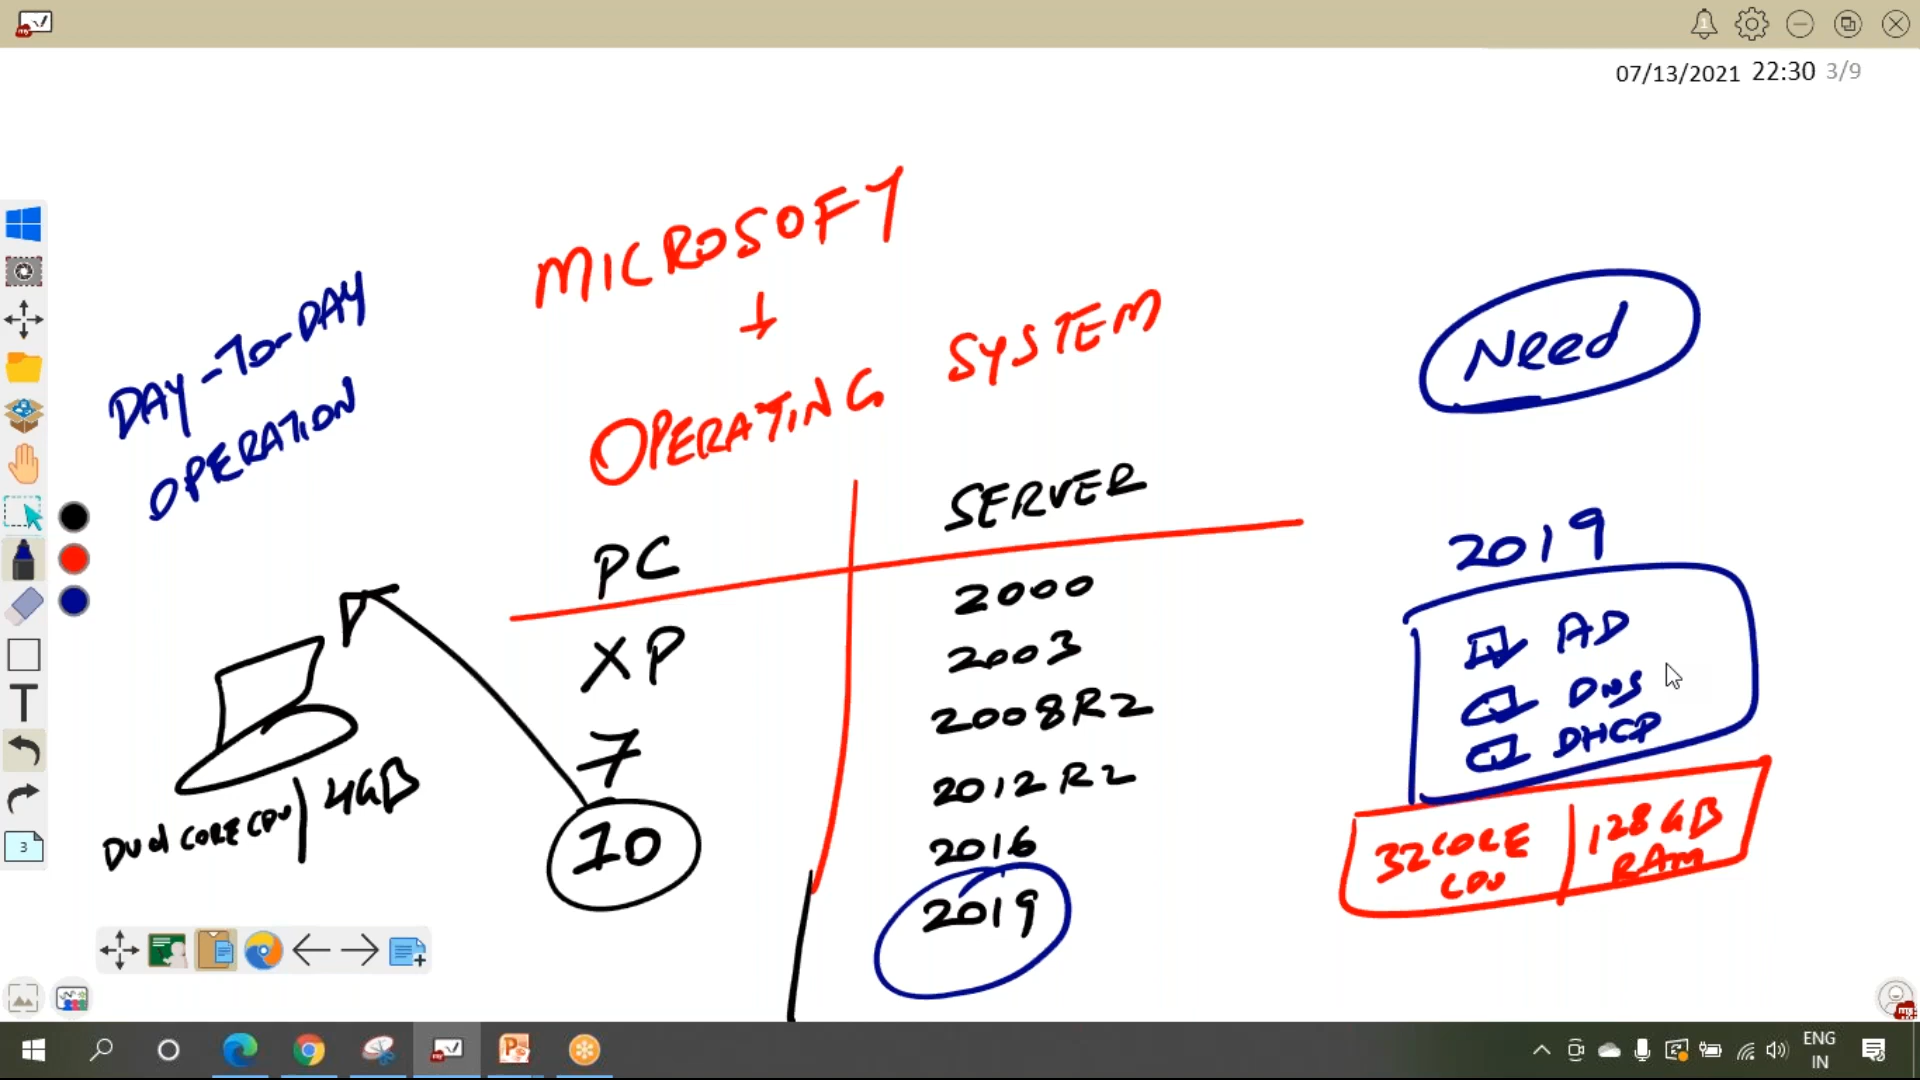 07/13/2021 22:30 3/9
MICROSOFT
OPERATING SYSTEM
DAY-TO-DAY
OPERATION
Need
PC
SERVER
XP
7
10
2000
2003
2008R2
2012R2
2016
2019
Dual CORE CPU | 4GB
2019
AD
DNS
DHCP
32 CORE
CPU
128GB
RAM
3
ENG
IN